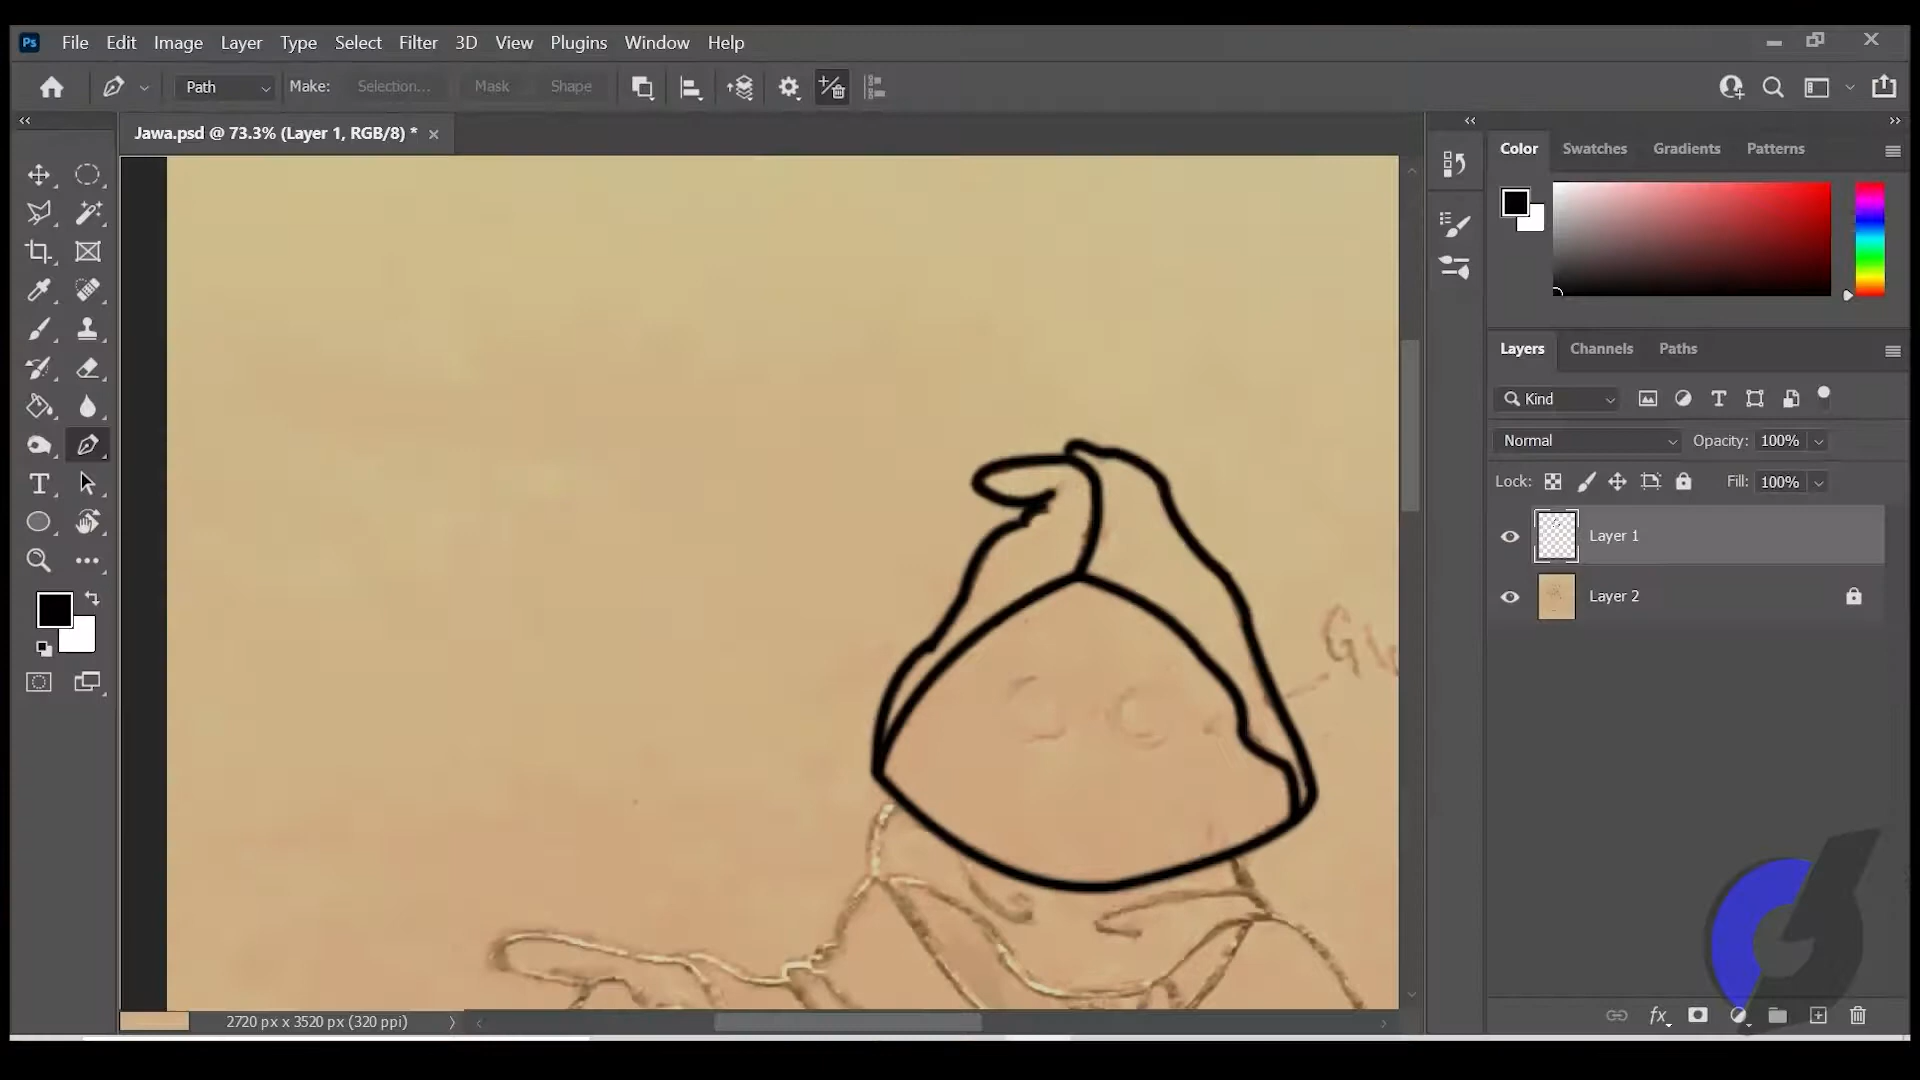 Ps File Edit Image Layer Type Select Filter 3D View Plugins Window Help
Path Make: Selection... Mask Shape
Jawa.psd @ 73.3% (Layer 1, RGB/8) *
Color Swatches Gradients Patterns
Layers Channels Paths
Kind
Normal Opacity: 100%
Lock: Fill: 100%
Layer 1
Layer 2
2720 px x 3520 px (320 ppi)
fx